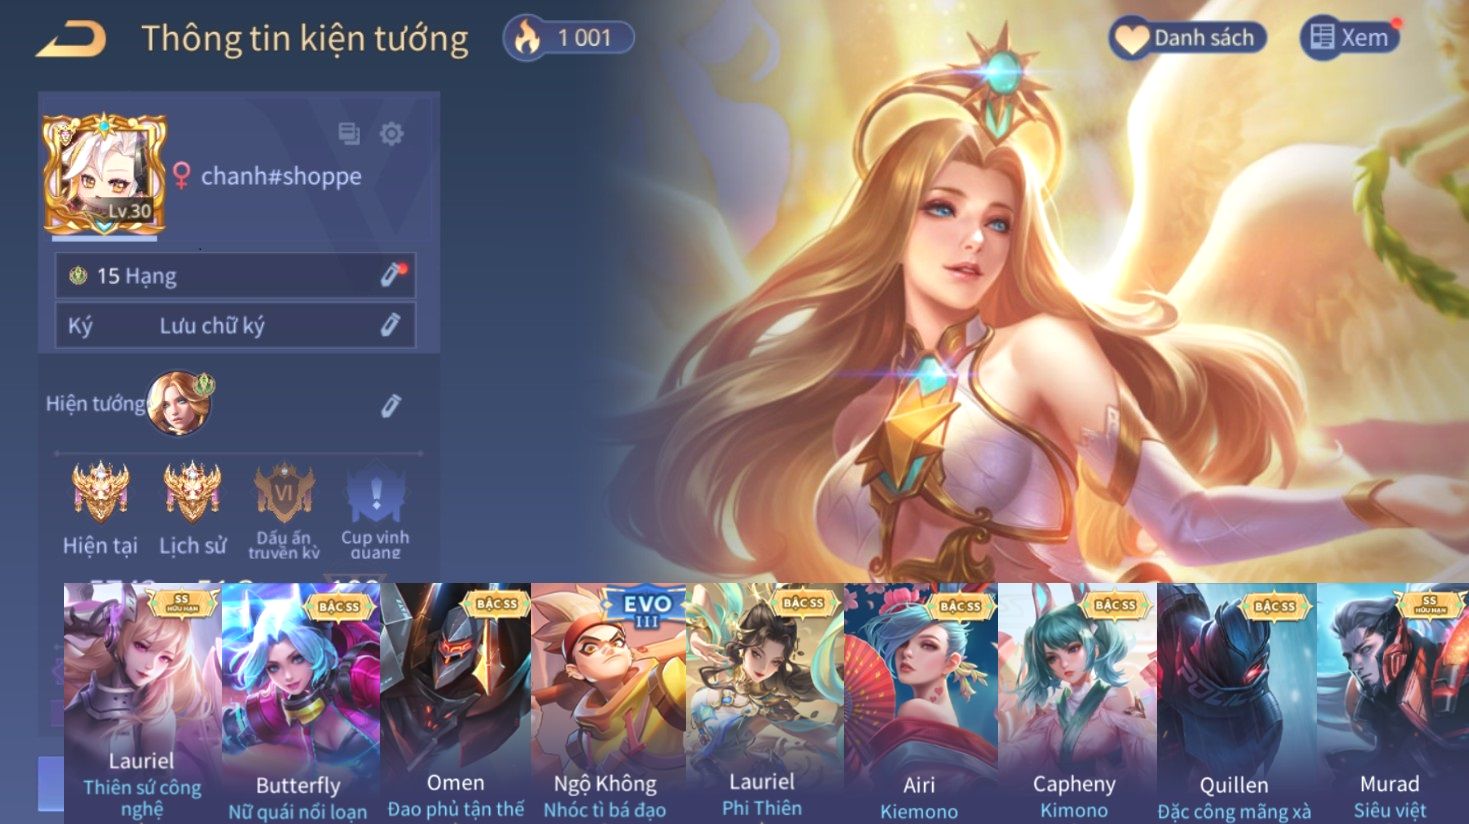 Thông tin kiện tướng
1 001
Danh sách
Xem
Lv.30
chanh#shoppe
15 Hạng
Ký Lưu chữ ký
Hiện tướng
VI
Hiện tại
Lịch sử
Dấu ấn
truyền kỳ
Cup vinh
quang
SS
HỮU HẠN
Lauriel
Thiên sứ công
nghệ
BẬC SS
Butterfly
Nữ quái nổi loạn
BẬC SS
Omen
Đao phủ tận thế
EVO
III
Ngộ Không
Nhóc tì bá đạo
BẬC SS
Lauriel
Phi Thiên
BẬC SS
Airi
Kiemono
BẬC SS
Capheny
Kimono
BẬC SS
Quillen
Đặc công mãng xà
SS
HỮU HẠN
Murad
Siêu việt